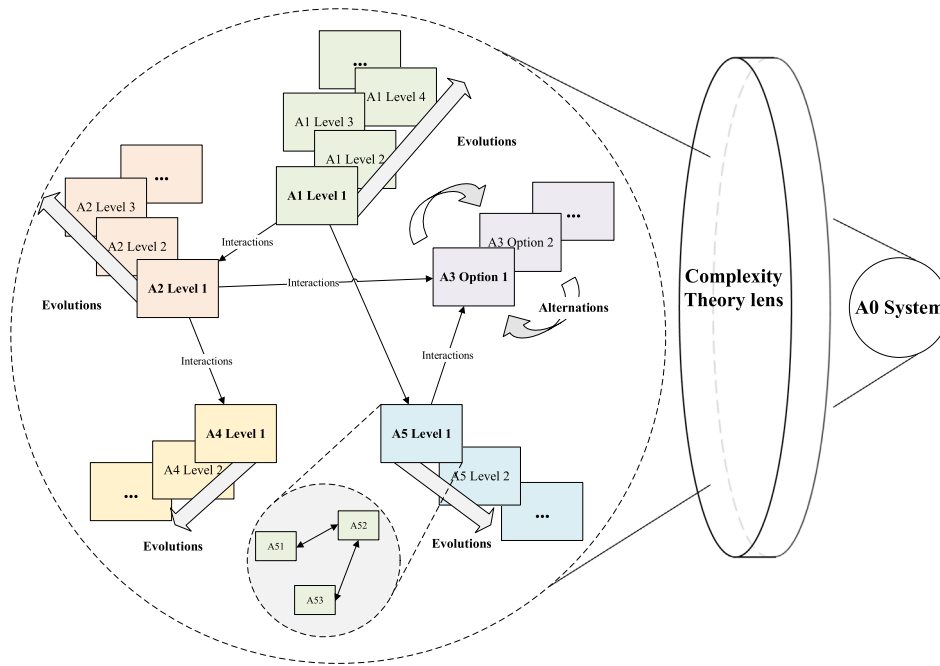 ...
A1 Level 4
A1 Level 3
A1 Level 2
A1 Level 1
Evolutions
...
A2 Level 3
A2 Level 2
A2 Level 1
Evolutions
Interactions
...
A3 Option 2
A3 Option 1
Alternations
Interactions
Interactions
Interactions
A4 Level 1
A4 Level 2
...
Evolutions
A5 Level 1
A5 Level 2
...
Evolutions
A51
A52
A53
Complexity
Theory lens
A0 System